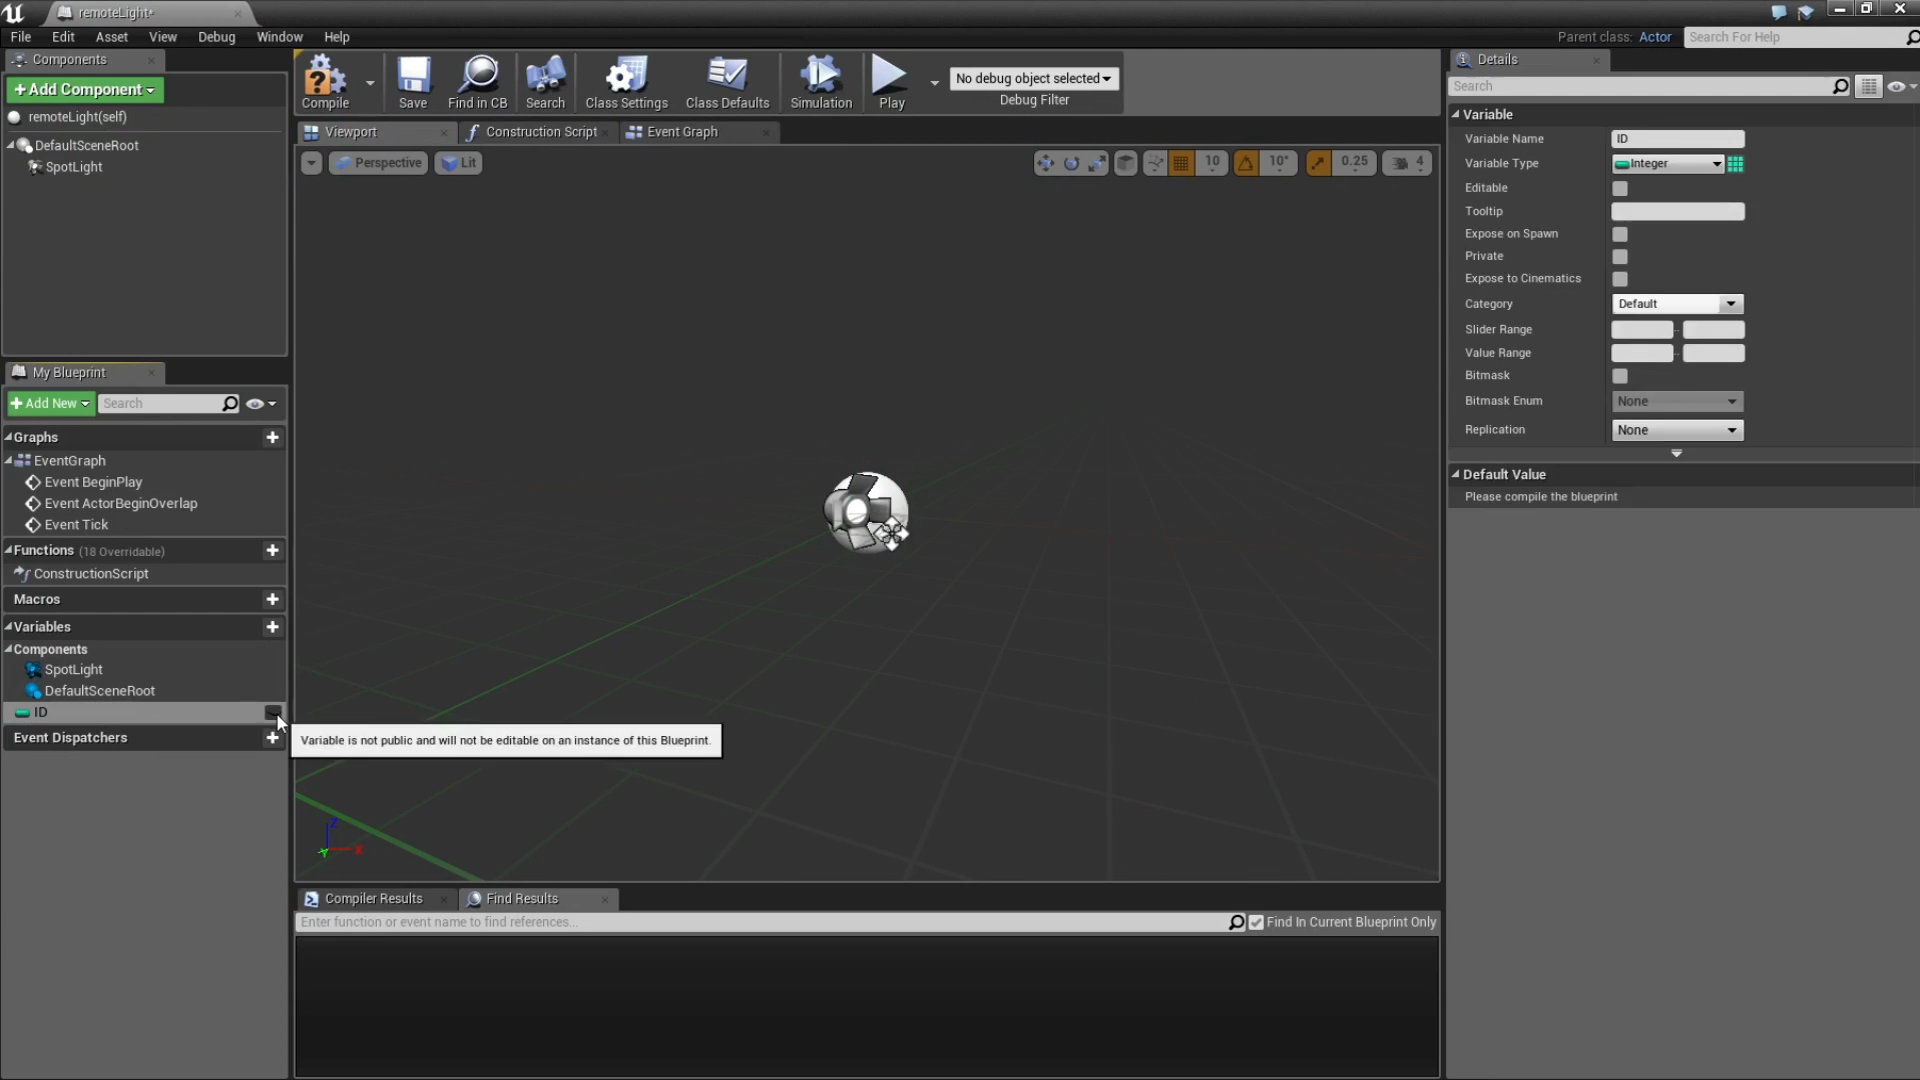 remoteLight*
File Edit Asset View Debug Window Help
Parent class: Actor
Search For Help
Components
+Add Component
remoteLight(self)
DefaultSceneRoot
SpotLight
Compile
Save
Find in CB
Search
Class Settings
Class Defaults
Simulation
Play
No debug object selected
Debug Filter
Viewport
Construction Script
Event Graph
Perspective
Lit
10
10°
0.25
4
My Blueprint
+Add New
Search
Graphs
EventGraph
Event BeginPlay
Event ActorBeginOverlap
Event Tick
Functions (18 Overridable)
ConstructionScript
Macros
Variables
Components
SpotLight
DefaultSceneRoot
ID
Event Dispatchers
Variable is not public and will not be editable on an instance of this Blueprint.
Z
X
Y
Compiler Results
Find Results
Enter function or event name to find references...
Find In Current Blueprint Only
Details
Search
Variable
Variable Name ID
Variable Type Integer
Editable
Tooltip
Expose on Spawn
Private
Expose to Cinematics
Category Default
Slider Range
Value Range
Bitmask
Bitmask Enum None
Replication None
Default Value
Please compile the blueprint